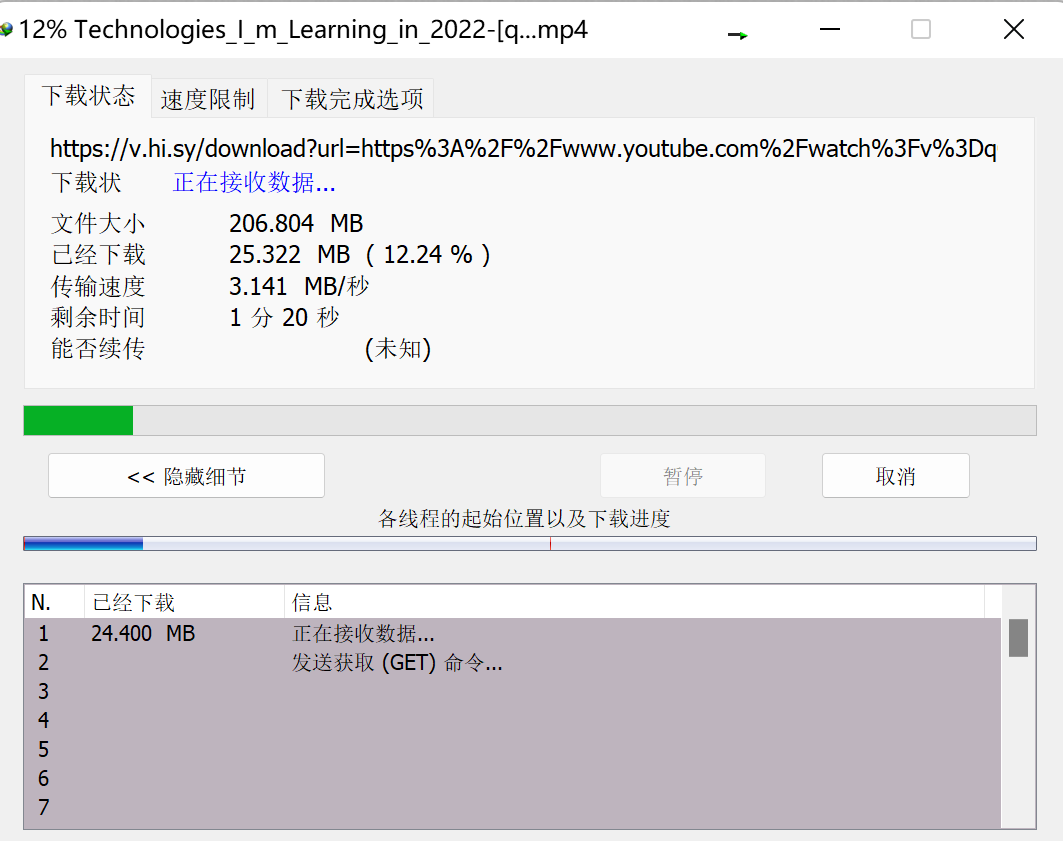 12% Technologies_I_m_Learning_in_2022-[q...mp4
下载状态 速度限制 下载完成选项
https://v.hi.sy/download?url=https%3A%2F%2Fwww.youtube.com%2Fwatch%3Fv%3Dq
下载状 正在接收数据...
文件大小 206.804 MB
已经下载 25.322 MB ( 12.24 % )
传输速度 3.141 MB/秒
剩余时间 1 分 20 秒
能否续传 (未知)
<< 隐藏细节 暂停 取消
各线程的起始位置以及下载进度
N. 已经下载 信息
1 24.400 MB 正在接收数据...
2 发送获取 (GET) 命令...
3
4
5
6
7